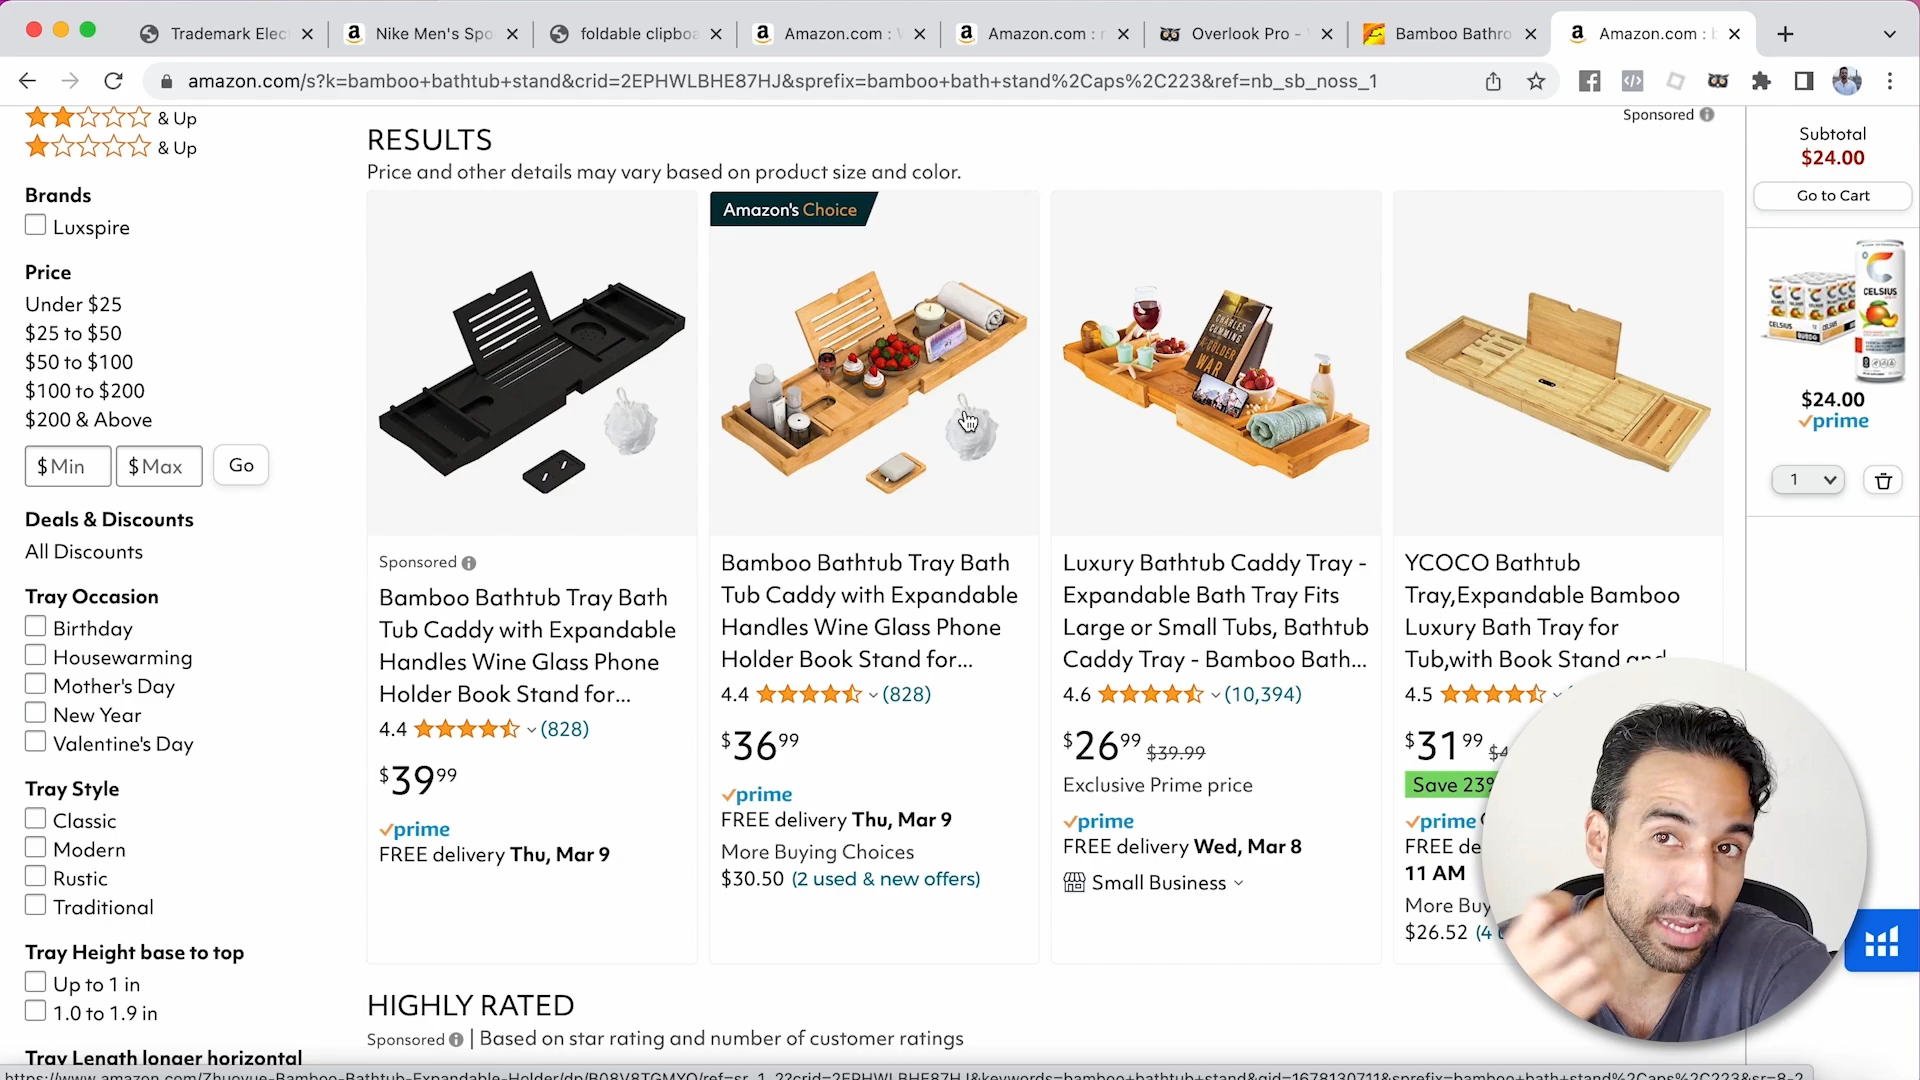 Trademark Elec
Nike Men's Spo
foldable clipboa
Amazon.com :
Amazon.com :
Overlook Pro -
Bamboo Bathro
Amazon.com :
amazon.com/s?k=bamboo+bathtub+stand&crid=2EPHWLBHE87HJ&sprefix=bamboo+bath+stand%2Caps%2C223&ref=nb_sb_noss_1
& Up
& Up
Brands
Luxspire
Price
Under $25
$25 to $50
$50 to $100
$100 to $200
$200 & Above
$ Min
$ Max
Go
Deals & Discounts
All Discounts
Tray Occasion
Birthday
Housewarming
Mother's Day
New Year
Valentine's Day
Tray Style
Classic
Modern
Rustic
Traditional
Tray Height base to top
Up to 1 in
1.0 to 1.9 in
Tray Length longer horizontal
Sponsored
RESULTS
Price and other details may vary based on product size and color.
Sponsored
Bamboo Bathtub Tray Bath
Tub Caddy with Expandable
Handles Wine Glass Phone
Holder Book Stand for...
4.4 (828)
$39 99
prime
FREE delivery Thu, Mar 9
Amazon's Choice
Bamboo Bathtub Tray Bath
Tub Caddy with Expandable
Handles Wine Glass Phone
Holder Book Stand for...
4.4 (828)
$36 99
prime
FREE delivery Thu, Mar 9
More Buying Choices
$30.50 (2 used & new offers)
CHARLES
CUMMING
A COLDER
WAR
Luxury Bathtub Caddy Tray -
Expandable Bath Tray Fits
Large or Small Tubs, Bathtub
Caddy Tray - Bamboo Bath...
4.6 (10,394)
$26 99 $39.99
Exclusive Prime price
prime
FREE delivery Wed, Mar 8
Small Business
YCOCO Bathtub
Tray,Expandable Bamboo
Luxury Bath Tray for
Tub,with Book Stand and
4.5
$31 99 $4
Save 23%
prime
FREE de
11 AM
More Buy
$26.52 (4
HIGHLY RATED
Sponsored | Based on star rating and number of customer ratings
Subtotal
$24.00
Go to Cart
CELSIUS
CELSIUS
$24.00
prime
1